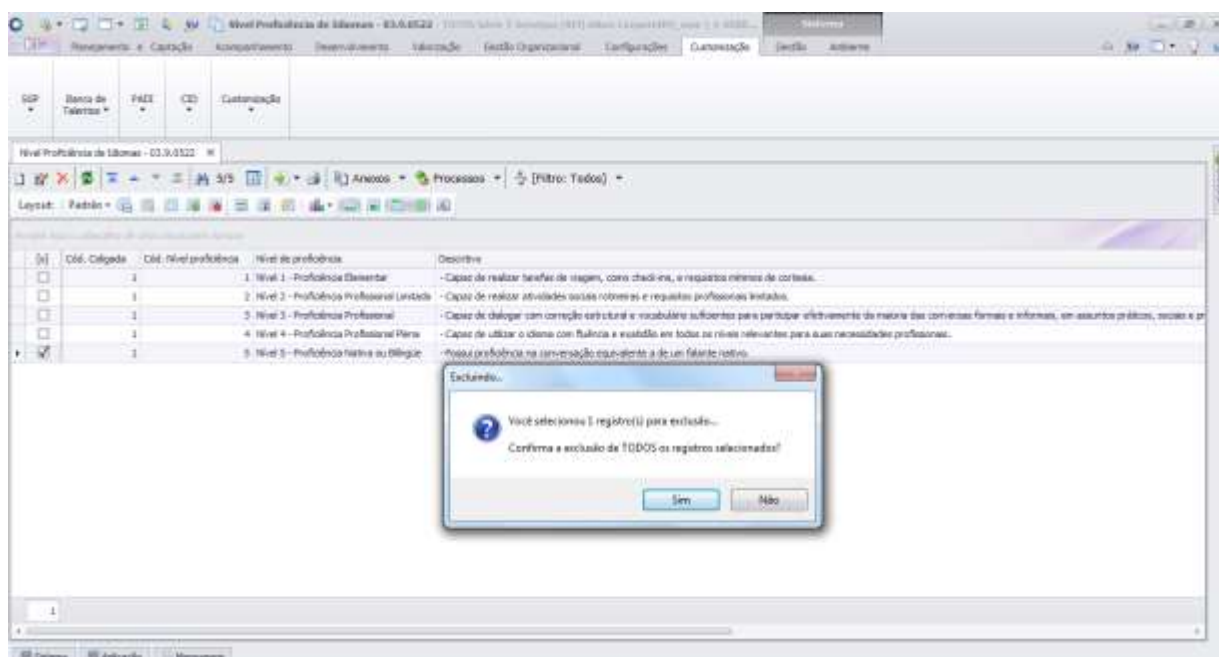 Nível Proficiência de Idiomas - 03.9.0522
Planejamento e Captação Acompanhamento Desenvolvimento Valorização Gestão Organizacional Configurações Customização Gestão Ambiente
Banco de Talentos
CID
Customização
Nível Proficiência de Idiomas - 03.9.0522
5/5 Anexos Processos [Filtro: Todos]
Layout: Padrão
[x] Cód. Coligada Cód. Nível proficiência Nível de proficiência Descritivo
1 1 Nível 1 - Proficiência Elementar - Capaz de realizar tarefas de viagem, como check-ins, e requisitos mínimos de cortesia.
1 2 Nível 2 - Proficiência Profissional Limitada - Capaz de realizar atividades sociais rotineiras e requisitos profissionais limitados.
1 3 Nível 3 - Proficiência Profissional - Capaz de dialogar com correção estrutural e vocabulário suficientes para participar efetivamente da maioria das conversas formais e informais, em assuntos práticos, sociais e pr
1 4 Nível 4 - Proficiência Profissional Plena - Capaz de utilizar o idioma com fluência e exatidão em todos os níveis relevantes para suas necessidades profissionais.
1 5 Nível 5 - Proficiência Nativa ou Bilíngue - Possui proficiência na conversação equivalente a de um falante nativo.
Excluindo...
Você selecionou 1 registro(s) para exclusão...
Confirma a exclusão de TODOS os registros selecionados?
Sim Não
1